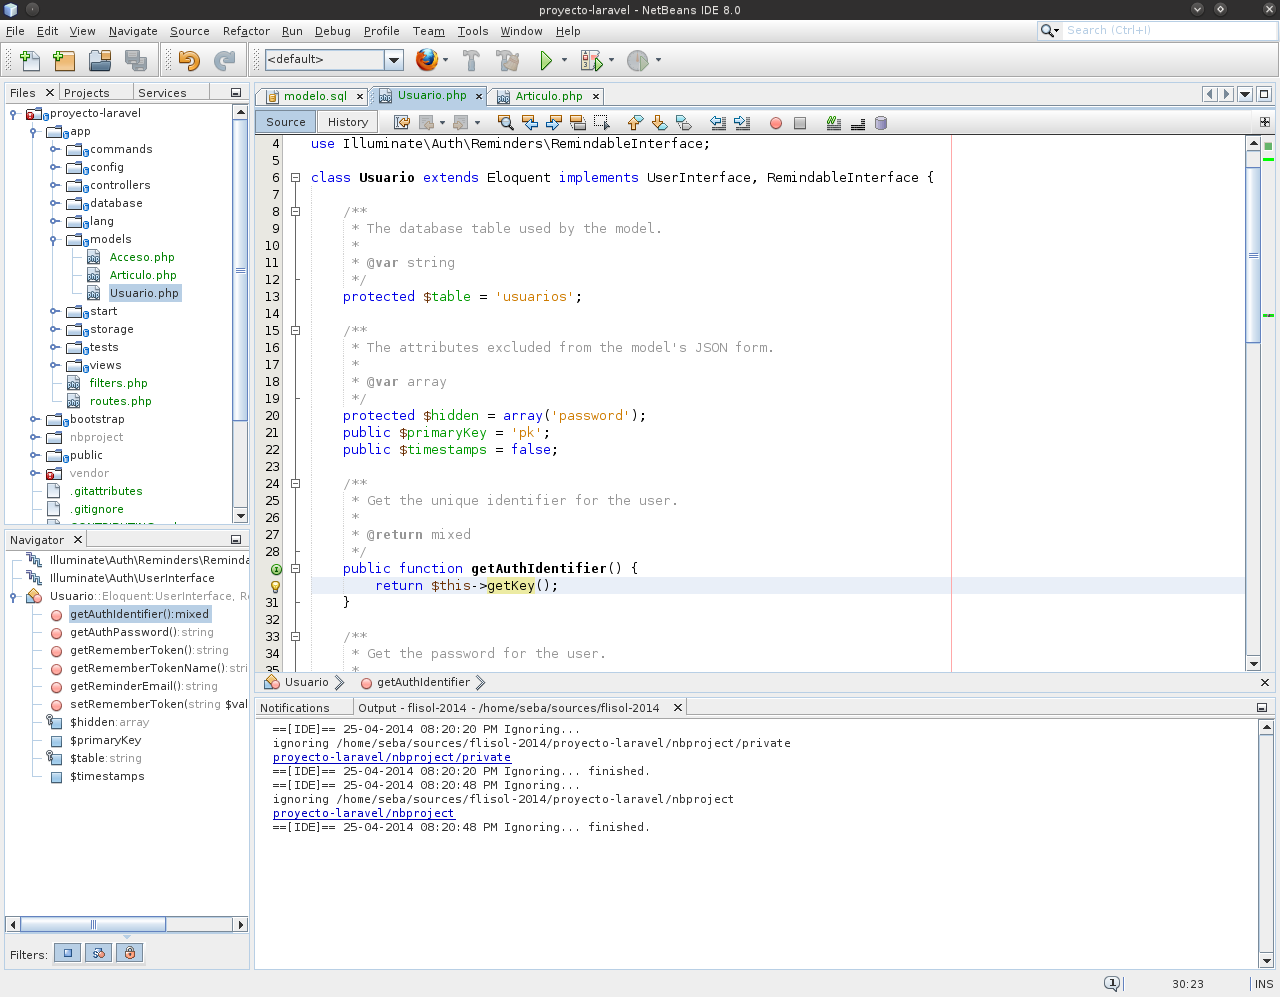 proyecto-laravel - NetBeans IDE 8.0
File Edit View Navigate Source Refactor Run Debug Profile Team Tools Window Help
Search (Ctrl+I)
<default>
Files Projects Services
proyecto-laravel
app
commands
config
controllers
database
lang
models
Acceso.php
Articulo.php
Usuario.php
start
storage
tests
views
filters.php
routes.php
bootstrap
nbproject
public
vendor
.gitattributes
.gitignore
Navigator
Illuminate\Auth\Reminders\Reminda
Illuminate\Auth\UserInterface
Usuario::Eloquent:UserInterface, R
getAuthIdentifier():mixed
getAuthPassword():string
getRememberToken():string
getRememberTokenName():stri
getReminderEmail():string
setRememberToken(string $val
$hidden:array
$primaryKey
$table:string
$timestamps
Filters:
modelo.sql Usuario.php Articulo.php
Source History
4 use Illuminate\Auth\Reminders\RemindableInterface;
5
6 class Usuario extends Eloquent implements UserInterface, RemindableInterface {
7
8 /**
9 * The database table used by the model.
10 *
11 * @var string
12 */
13 protected $table = 'usuarios';
14
15 /**
16 * The attributes excluded from the model's JSON form.
17 *
18 * @var array
19 */
20 protected $hidden = array('password');
21 public $primaryKey = 'pk';
22 public $timestamps = false;
23
24 /**
25 * Get the unique identifier for the user.
26 *
27 * @return mixed
28 */
public function getAuthIdentifier() {
return $this->getKey();
31 }
32
33 /**
34 * Get the password for the user.
35 *
Usuario getAuthIdentifier
Notifications Output - flisol-2014 - /home/seba/sources/flisol-2014
==[IDE]== 25-04-2014 08:20:20 PM Ignoring...
ignoring /home/seba/sources/flisol-2014/proyecto-laravel/nbproject/private
proyecto-laravel/nbproject/private
==[IDE]== 25-04-2014 08:20:20 PM Ignoring... finished.
==[IDE]== 25-04-2014 08:20:48 PM Ignoring...
ignoring /home/seba/sources/flisol-2014/proyecto-laravel/nbproject
proyecto-laravel/nbproject
==[IDE]== 25-04-2014 08:20:48 PM Ignoring... finished.
1 30:23 INS